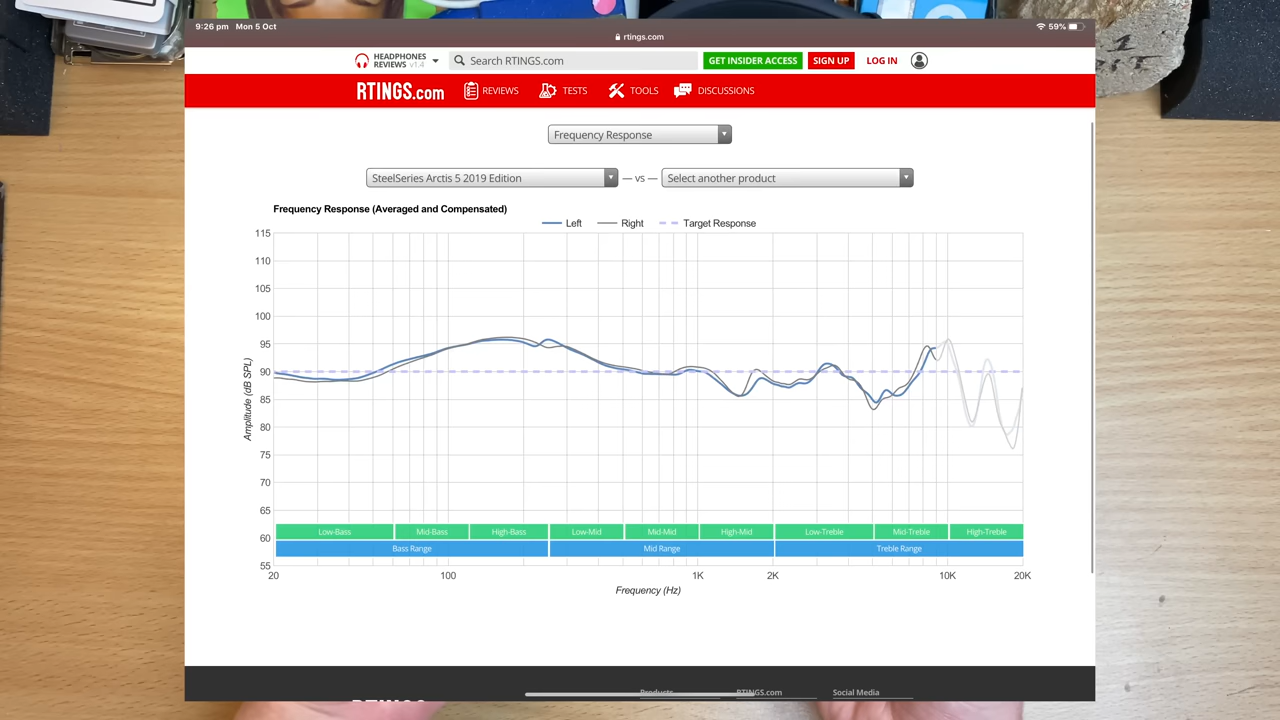 9:26 pm Mon 5 Oct
59%
rtings.com
HEADPHONES
REVIEWS v1.4
Search RTINGS.com
GET INSIDER ACCESS
SIGN UP
LOG IN
RTINGS.com
REVIEWS
TESTS
TOOLS
DISCUSSIONS
Frequency Response
SteelSeries Arctis 5 2019 Edition
— vs —
Select another product
Frequency Response (Averaged and Compensated)
Left
Right
Target Response
115
110
105
100
95
90
85
80
75
70
65
60
55
Amplitude (dB SPL)
Low-Bass
Mid-Bass
High-Bass
Low-Mid
Mid-Mid
High-Mid
Low-Treble
Mid-Treble
High-Treble
Bass Range
Mid Range
Treble Range
20
100
1K
2K
10K
20K
Frequency (Hz)
RTINGS
Products
RTINGS.com
Social Media